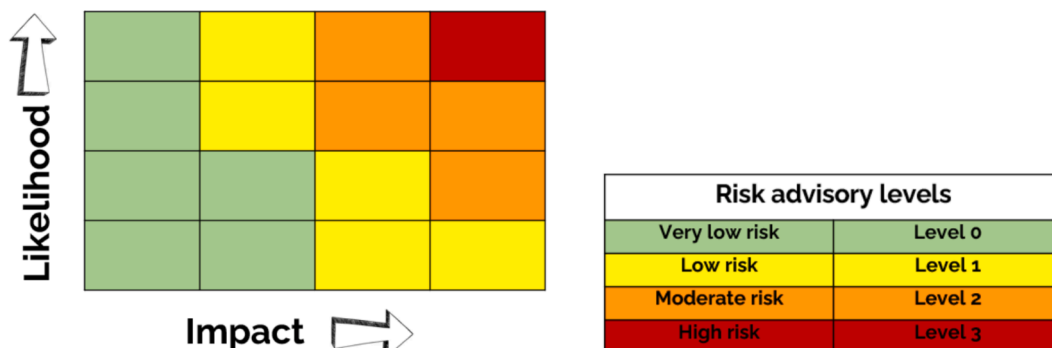 Likelihood
Impact
Risk advisory levels
Very low risk Level 0
Low risk Level 1
Moderate risk Level 2
High risk Level 3